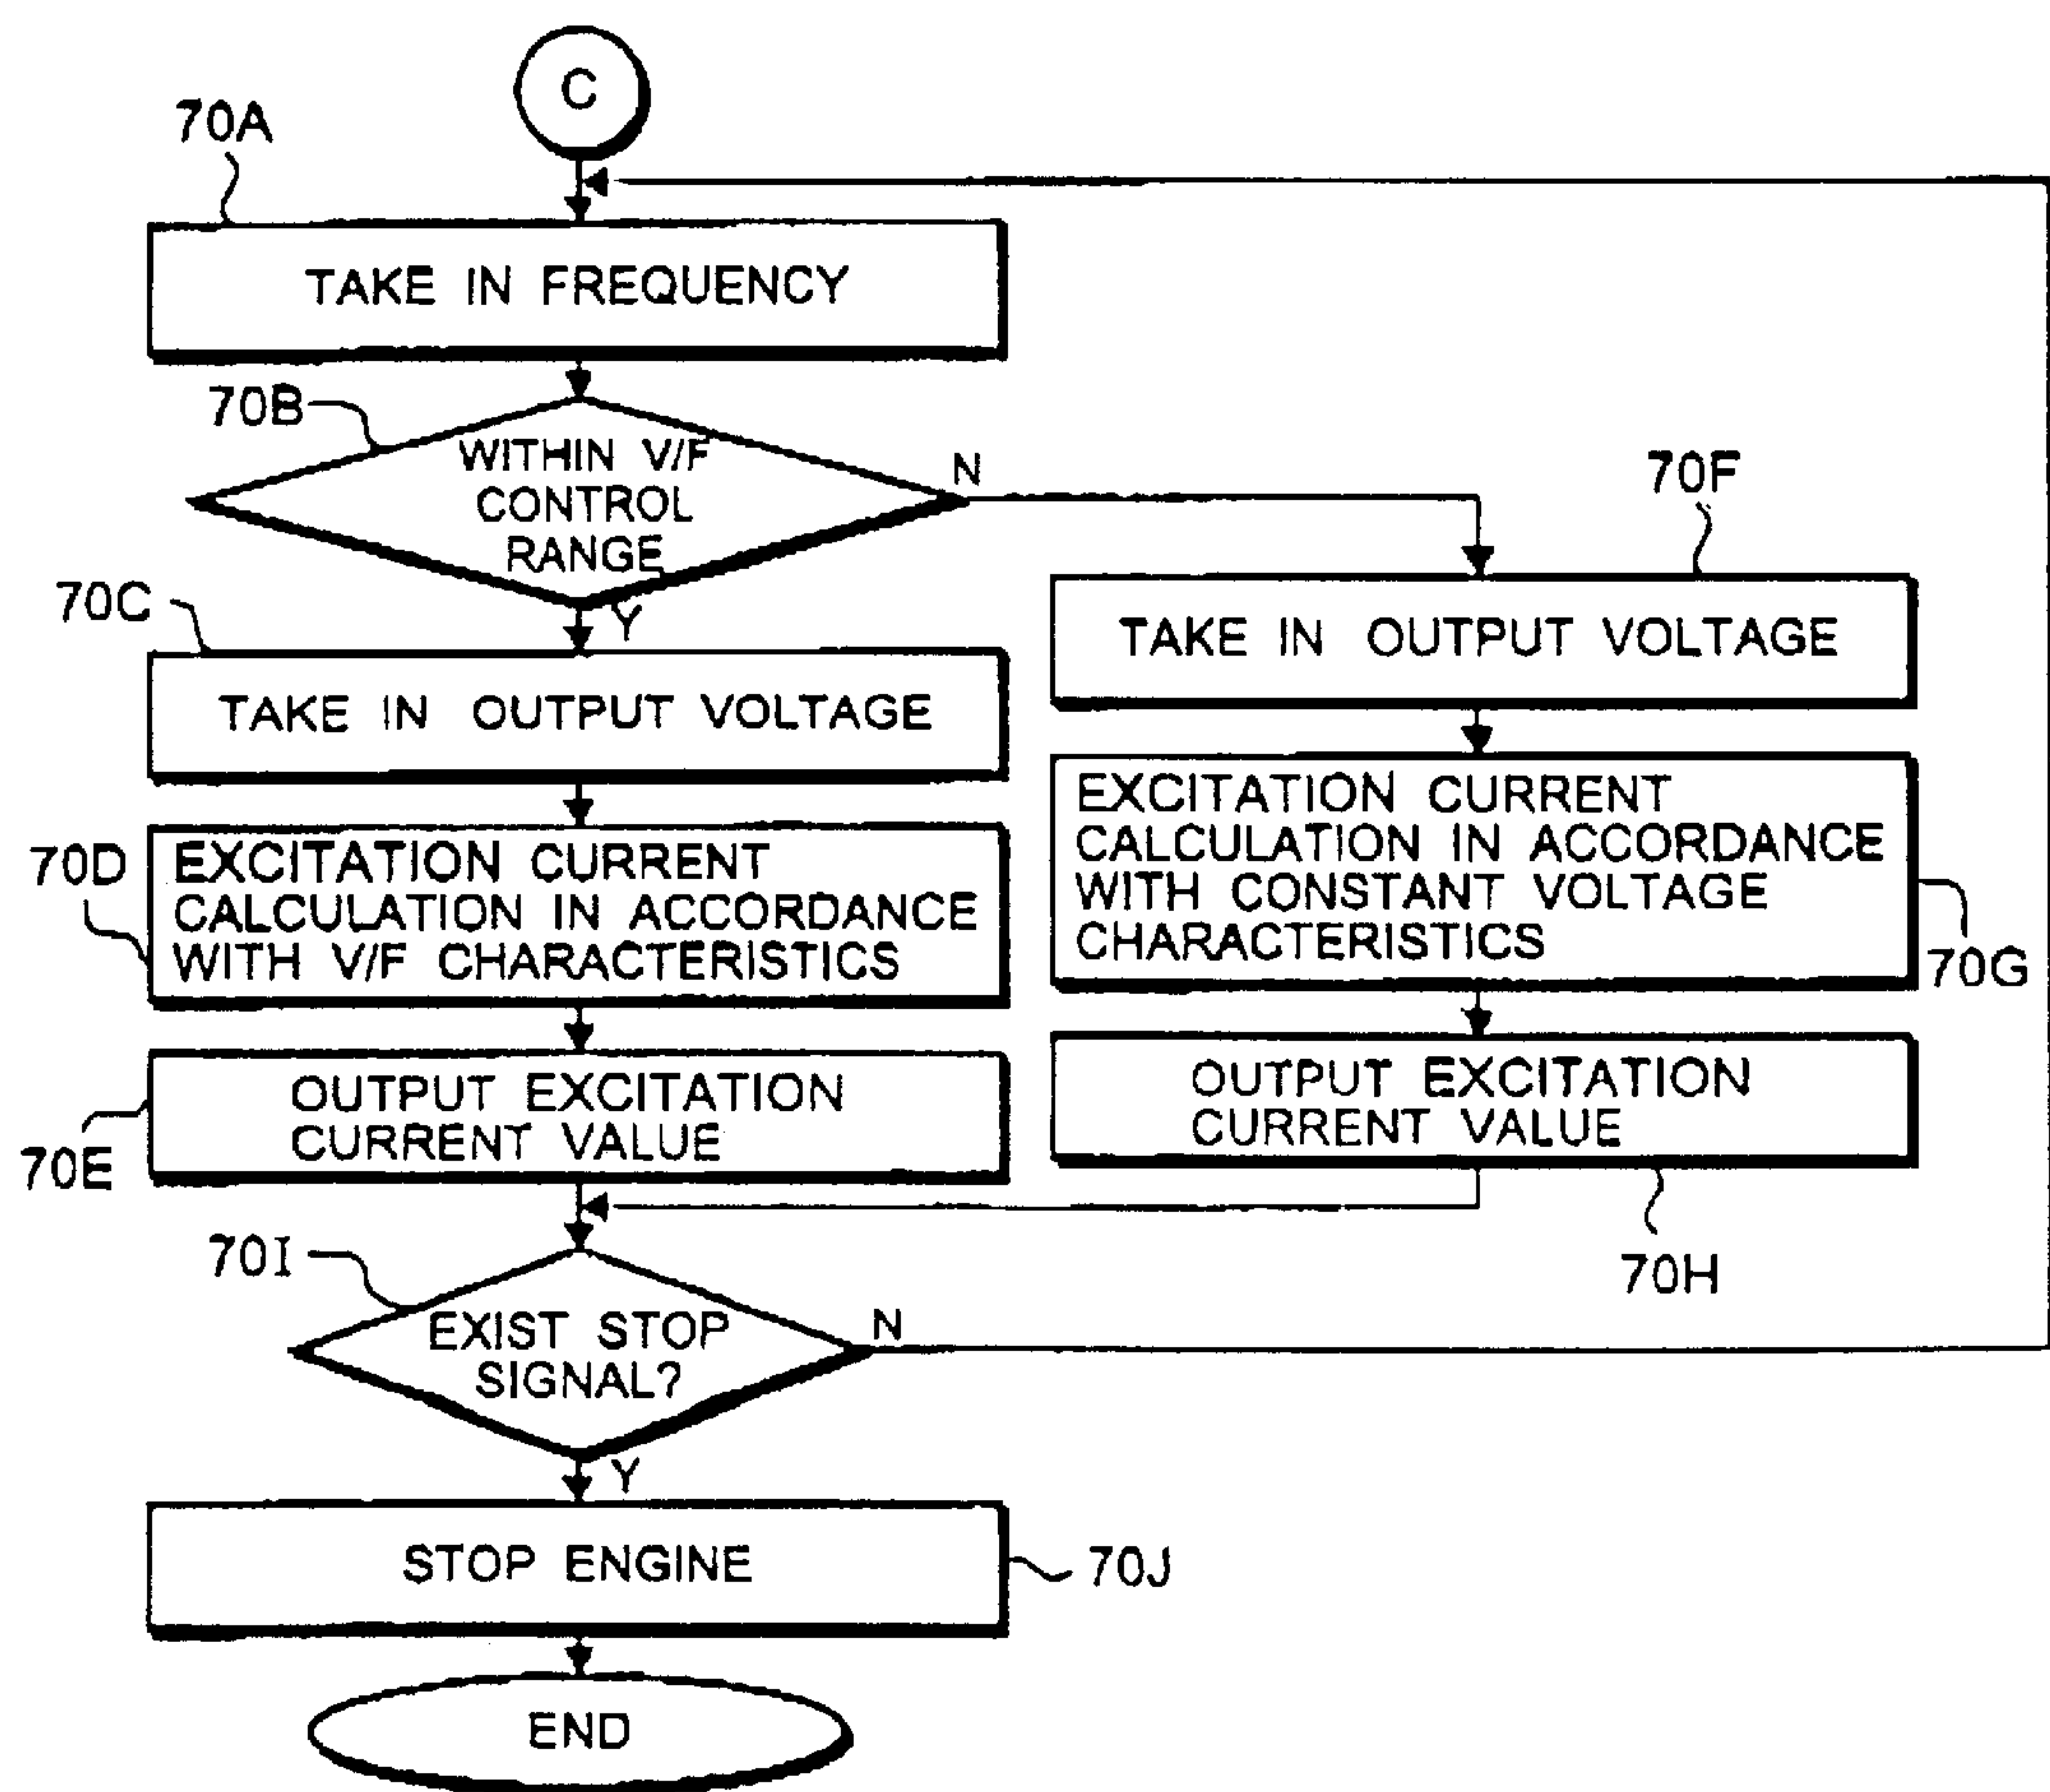 C
70A
TAKE IN FREQUENCY
70B
WITHIN V/F
CONTROL
RANGE
N
Y
70F
TAKE IN OUTPUT VOLTAGE
70C
TAKE IN OUTPUT VOLTAGE
70D
EXCITATION CURRENT
CALCULATION IN ACCORDANCE
WITH V/F CHARACTERISTICS
EXCITATION CURRENT
CALCULATION IN ACCORDANCE
WITH CONSTANT VOLTAGE
CHARACTERISTICS
70G
70E
OUTPUT EXCITATION
CURRENT VALUE
OUTPUT EXCITATION
CURRENT VALUE
70H
70I
EXIST STOP
SIGNAL?
N
Y
STOP ENGINE
70J
END